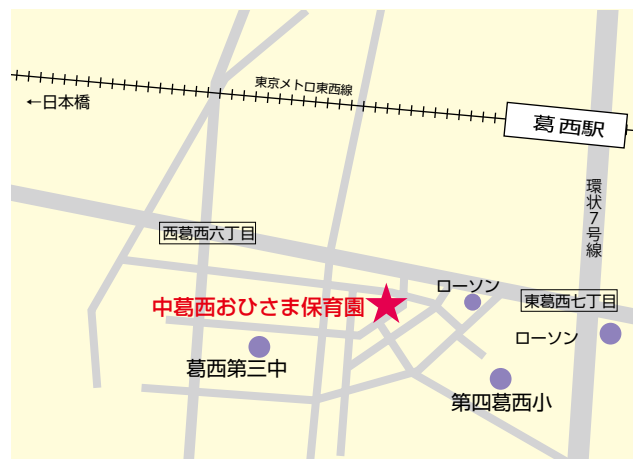 東京メトロ東西線
←日本橋
葛西駅
環状7号線
西葛西六丁目
ローソン
東葛西七丁目
中葛西おひさま保育園
ローソン
葛西第三中
第四葛西小